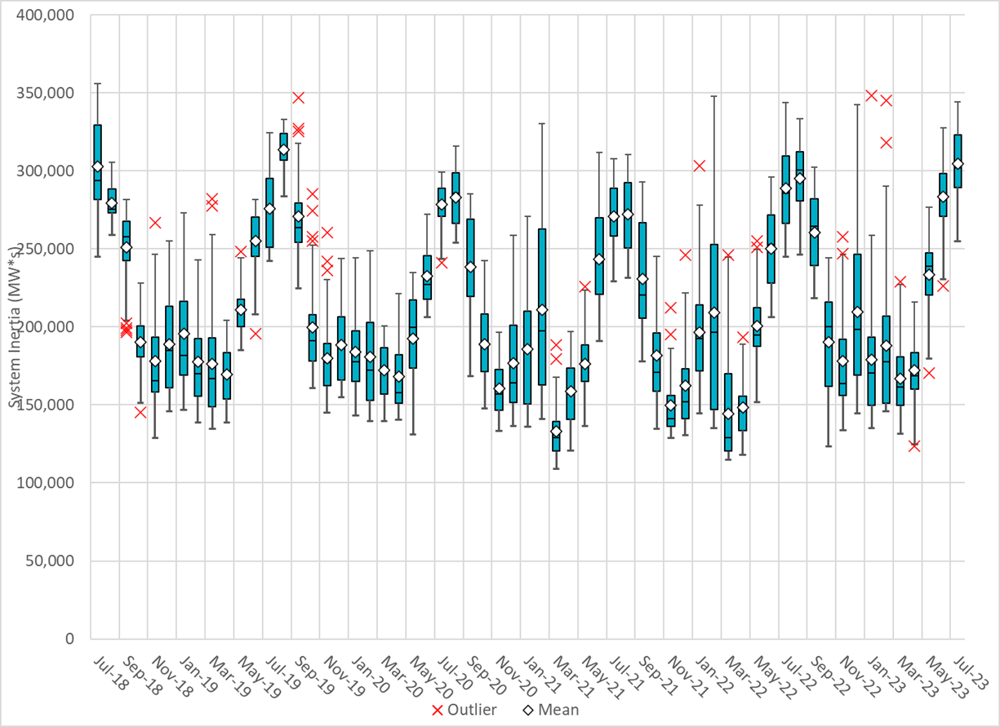 400,000
350,000
300,000
250,000
200,000
150,000
100,000
50,000
0
System Inertia (MW*s)
Jul-18
Sep-18
Nov-18
Jan-19
Mar-19
May-19
Jul-19
Sep-19
Nov-19
Jan-20
Mar-20
May-20
Jul-20
Sep-20
Nov-20
Jan-21
Mar-21
May-21
Jul-21
Sep-21
Nov-21
Jan-22
Mar-22
May-22
Jul-22
Sep-22
Nov-22
Jan-23
Mar-23
May-23
Jul-23
Outlier
Mean